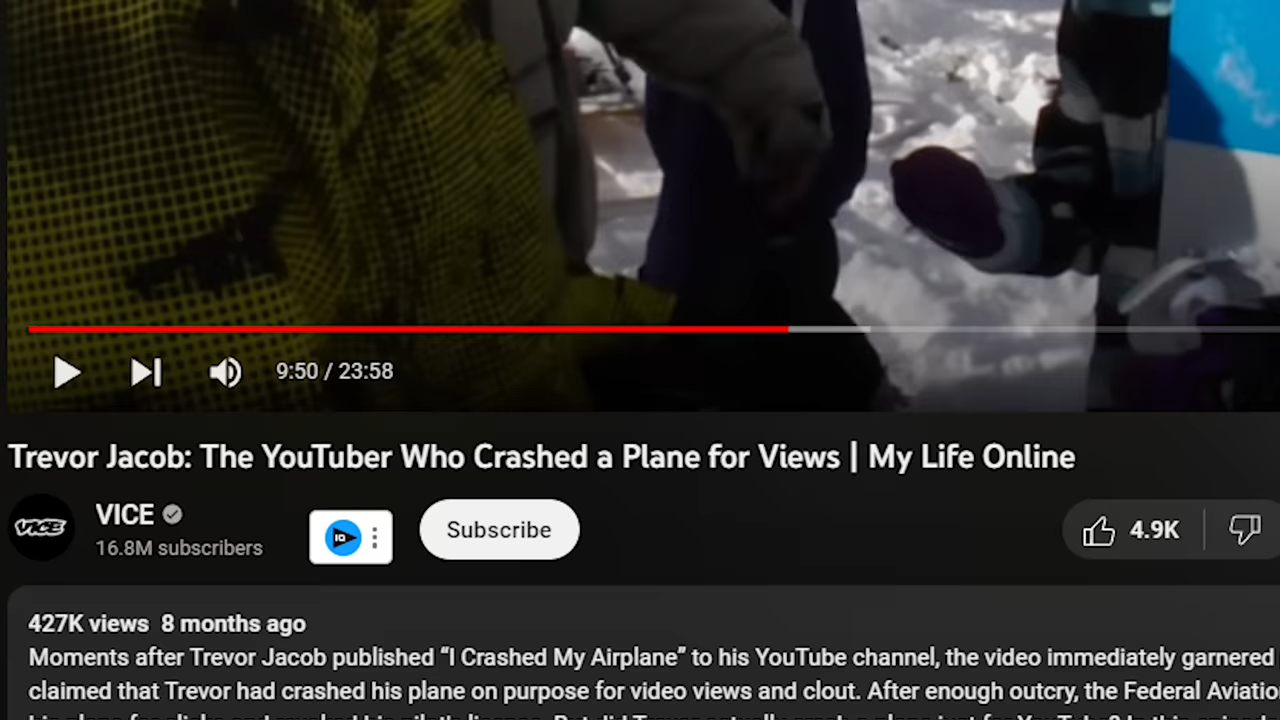 9:50 / 23:58
Trevor Jacob: The YouTuber Who Crashed a Plane for Views | My Life Online
VICE
VICE
16.8M subscribers
IQ
Subscribe
4.9K
427K views 8 months ago
Moments after Trevor Jacob published “I Crashed My Airplane” to his YouTube channel, the video immediately garnered
claimed that Trevor had crashed his plane on purpose for video views and clout. After enough outcry, the Federal Aviatio